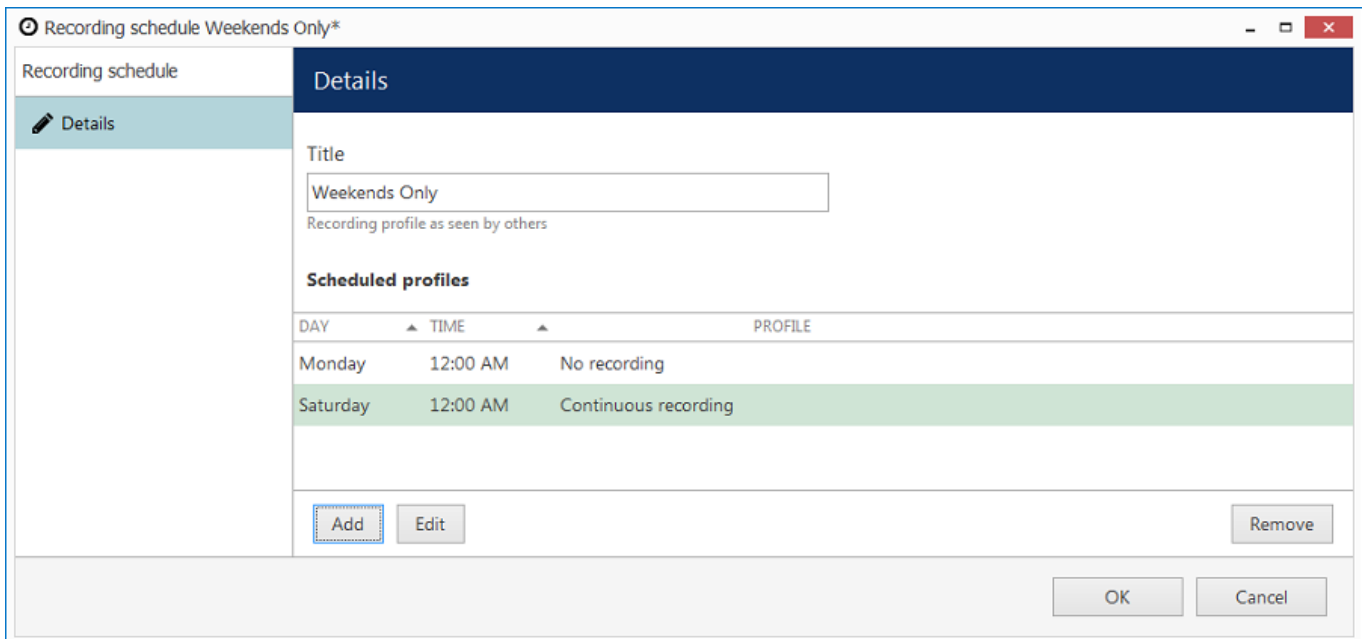 Recording schedule Weekends Only*
Recording schedule
Details
Details
Title
Weekends Only
Recording profile as seen by others
Scheduled profiles
DAY TIME PROFILE
Monday 12:00 AM No recording
Saturday 12:00 AM Continuous recording
Add Edit Remove
OK Cancel